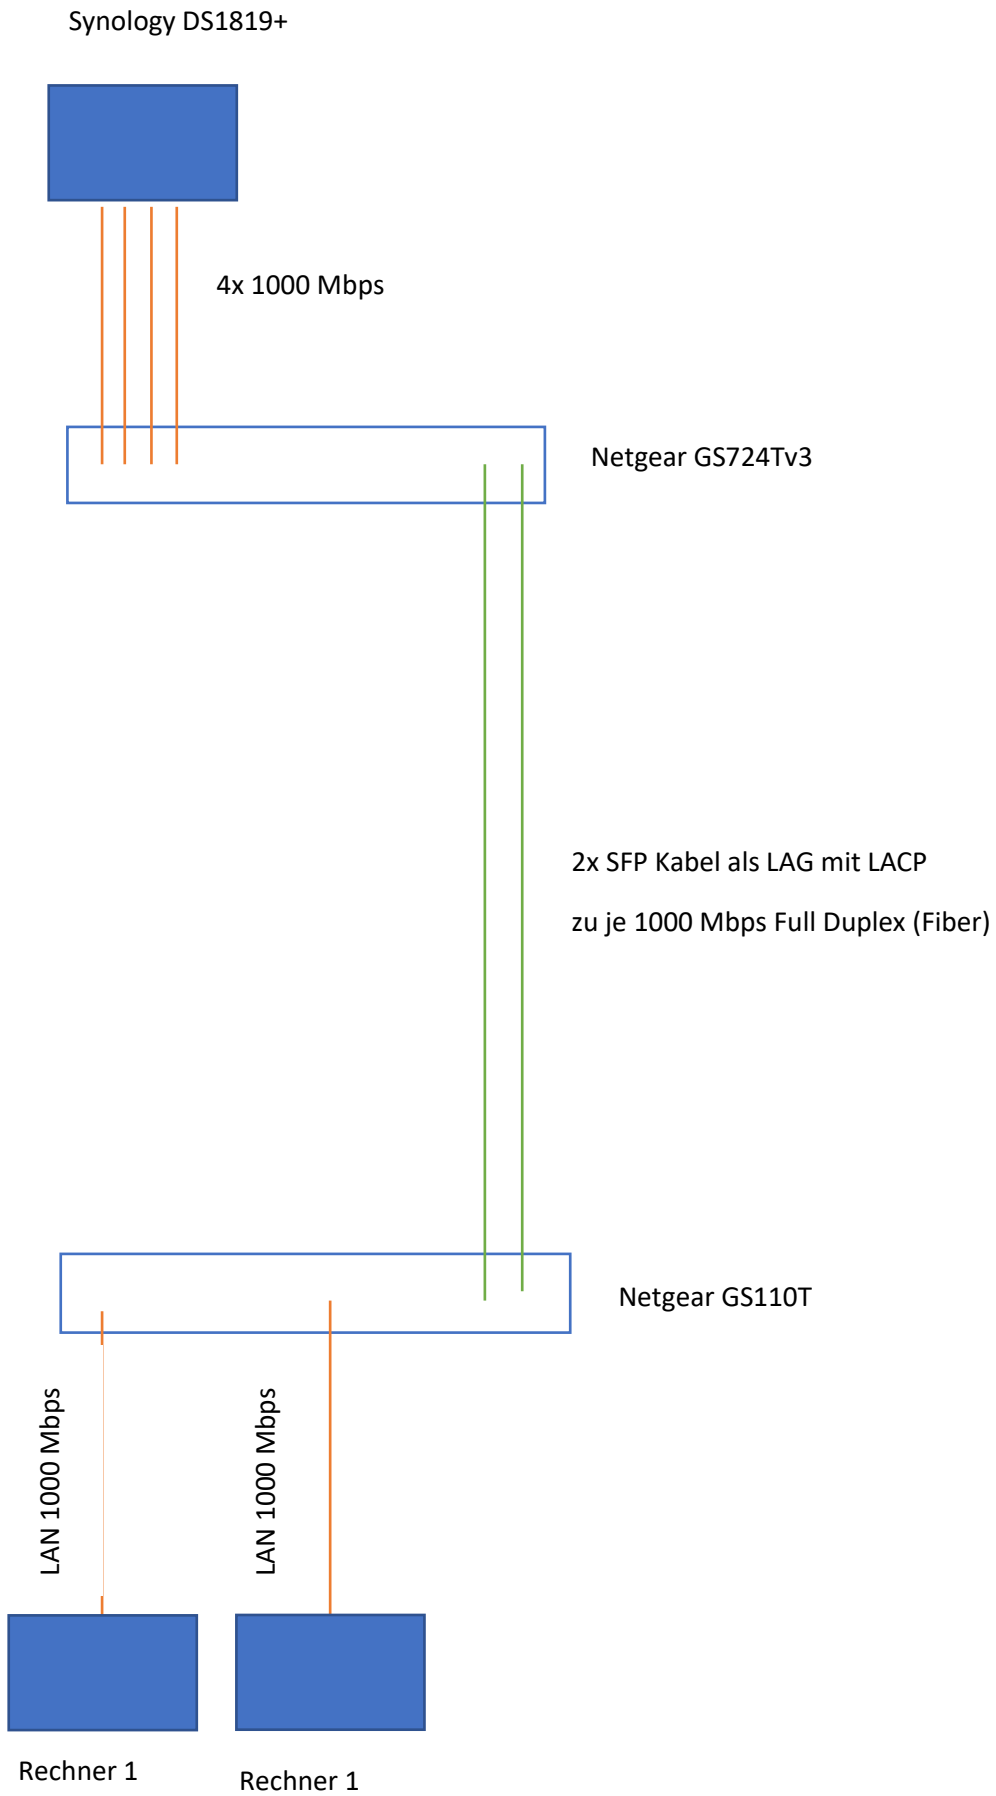 Synology DS1819+
4x 1000 Mbps
Netgear GS724Tv3
2x SFP Kabel als LAG mit LACP
zu je 1000 Mbps Full Duplex (Fiber)
Netgear GS110T
LAN 1000 Mbps
LAN 1000 Mbps
Rechner 1
Rechner 1